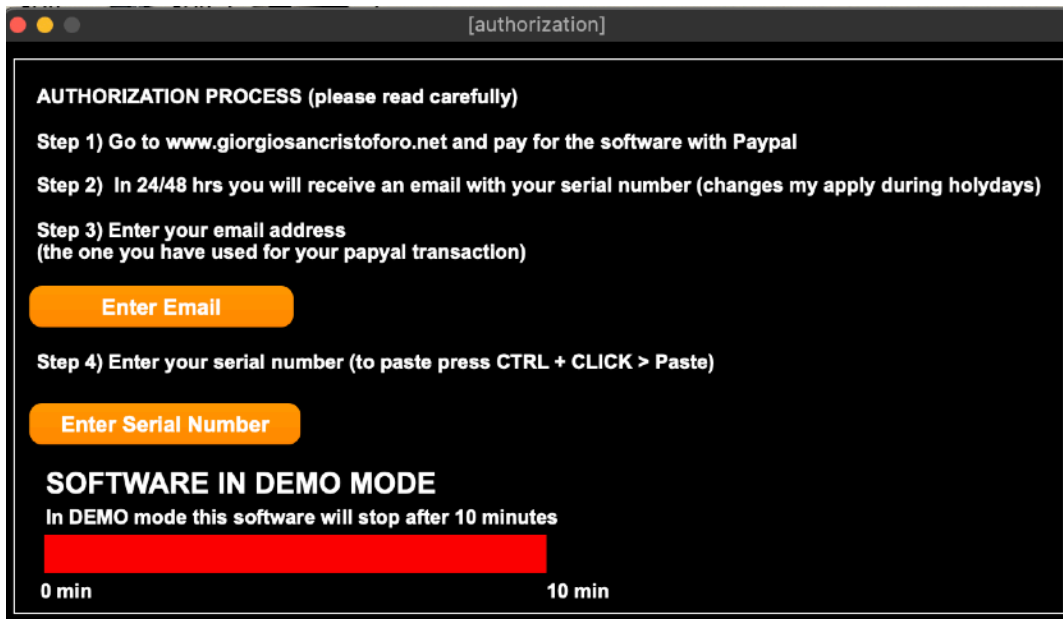 [authorization]
AUTHORIZATION PROCESS (please read carefully)
Step 1) Go to www.giorgiosancristoforo.net and pay for the software with Paypal
Step 2)  In 24/48 hrs you will receive an email with your serial number (changes my apply during holydays)
Step 3) Enter your email address
(the one you have used for your papyal transaction)
Enter Email
Step 4) Enter your serial number (to paste press CTRL + CLICK > Paste)
Enter Serial Number
SOFTWARE IN DEMO MODE
In DEMO mode this software will stop after 10 minutes
0 min 10 min